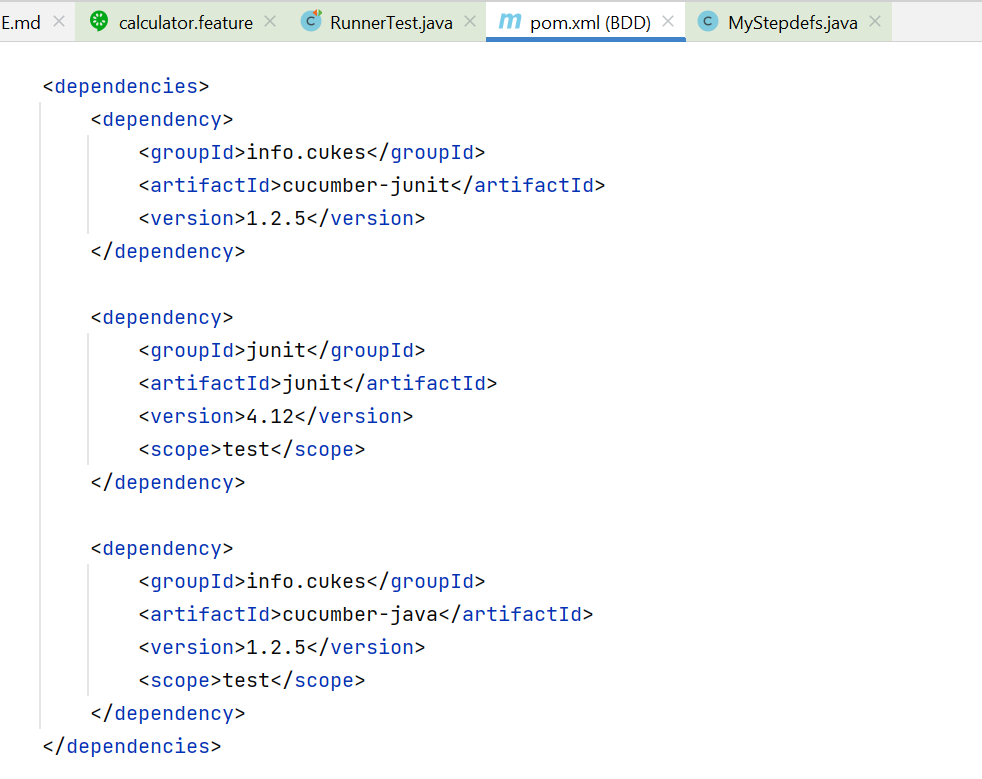 E.md calculator.feature RunnerTest.java pom.xml (BDD) MyStepdefs.java
<dependencies>
<dependency>
<groupId>info.cukes</groupId>
<artifactId>cucumber-junit</artifactId>
<version>1.2.5</version>
</dependency>
<dependency>
<groupId>junit</groupId>
<artifactId>junit</artifactId>
<version>4.12</version>
<scope>test</scope>
</dependency>
<dependency>
<groupId>info.cukes</groupId>
<artifactId>cucumber-java</artifactId>
<version>1.2.5</version>
<scope>test</scope>
</dependency>
</dependencies>